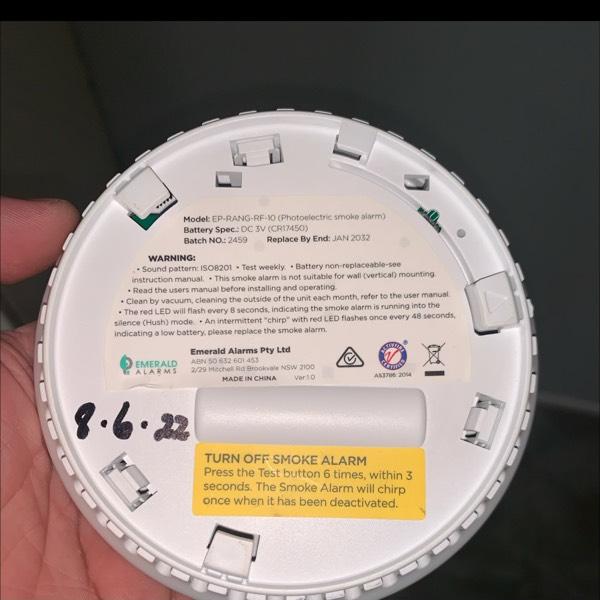 Model: EP-RANG-RF-10 (Photoelectric smoke alarm)
Battery Spec.: DC 3V (CR17450)
Batch NO.: 2459 Replace By End: JAN 2032
WARNING:
• Sound pattern: ISO8201 • Test weekly. • Battery non-replaceable-see
instruction manual. • This smoke alarm is not suitable for wall (vertical) mounting.
• Read the users manual before installing and operating.
• Clean by vacuum, cleaning the outside of the unit each month, refer to the user manual.
• The red LED will flash every 8 seconds, indicating the smoke alarm is running into the
silence (Hush) mode. • An intermittent "chirp" with red LED flashes once every 48 seconds,
indicating a low battery, please replace the smoke alarm.
EMERALD
ALARMS
Emerald Alarms Pty Ltd
ABN 50 632 601 453
2/29 Mitchell Rd Brookvale NSW 2100
MADE IN CHINA Ver 1.0
AS3786: 2014
8.6.22
TURN OFF SMOKE ALARM
Press the Test button 6 times, within 3
seconds. The Smoke Alarm will chirp
once when it has been deactivated.